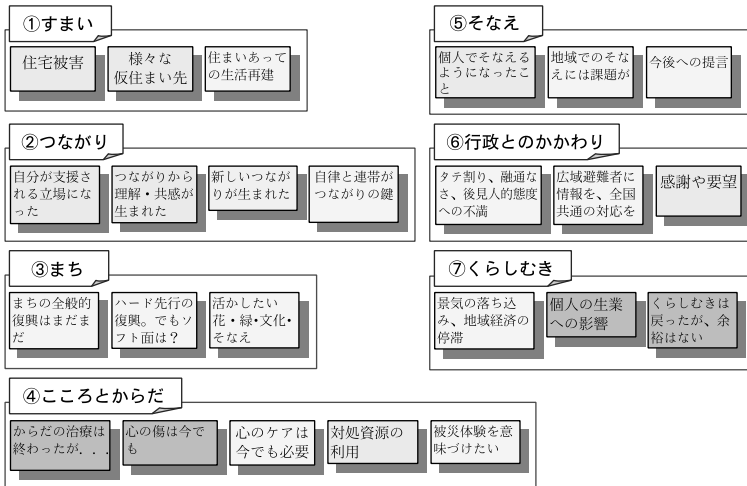 ①すまい
住宅被害
様々な
仮住まい先
住まいあって
の生活再建
②つながり
自分が支援さ
れる立場にな
った
つながりから
理解・共感が
生まれた
新しいつなが
りが生まれた
自律と連帯が
つながりの鍵
③まち
まちの全般的
復興はまだま
だ
ハード先行の
復興。でもソ
フト面は？
活かしたい
花・緑・文化・
そなえ
④こころとからだ
からだの治療は
終わったが．．．
心の傷は今で
も
心のケアは
今でも必要
対処資源の
利用
被災体験を意
味づけたい
⑤そなえ
個人でそなえる
ようになったこ
と
地域でのそな
えには課題が
今後への提言
⑥行政とのかかわり
タテ割り、融通な
さ、後見人的態度
への不満
広域避難者に
情報を、全国
共通の対応を
感謝や要望
⑦くらしむき
景気の落ち込
み、地域経済の
停滞
個人の生業
への影響
くらしむきは
戻ったが、余
裕はない